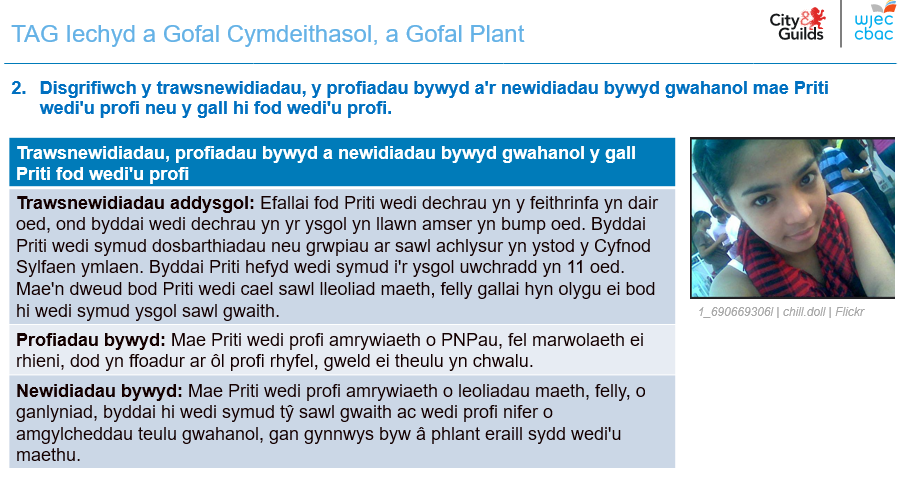 TAG Iechyd a Gofal Cymdeithasol, a Gofal Plant
City & Guilds
wjec
cbac
2. Disgrifiwch y trawsnewidiadau, y profiadau bywyd a'r newidiadau bywyd gwahanol mae Priti
wedi'u profi neu y gall hi fod wedi'u profi.
Trawsnewidiadau, profiadau bywyd a newidiadau bywyd gwahanol y gall
Priti fod wedi'u profi
Trawsnewidiadau addysgol: Efallai fod Priti wedi dechrau yn y feithrinfa yn dair
oed, ond byddai wedi dechrau yn yr ysgol yn llawn amser yn bump oed. Byddai
Priti wedi symud dosbarthiadau neu grwpiau ar sawl achlysur yn ystod y Cyfnod
Sylfaen ymlaen. Byddai Priti hefyd wedi symud i'r ysgol uwchradd yn 11 oed.
Mae'n dweud bod Priti wedi cael sawl lleoliad maeth, felly gallai hyn olygu ei bod
hi wedi symud ysgol sawl gwaith.
Profiadau bywyd: Mae Priti wedi profi amrywiaeth o PNPau, fel marwolaeth ei
rhieni, dod yn ffoadur ar ôl profi rhyfel, gweld ei theulu yn chwalu.
Newidiadau bywyd: Mae Priti wedi profi amrywiaeth o leoliadau maeth, felly, o
ganlyniad, byddai hi wedi symud tŷ sawl gwaith ac wedi profi nifer o
amgylcheddau teulu gwahanol, gan gynnwys byw â phlant eraill sydd wedi'u
maethu.
1_690669306l | chill.doll | Flickr